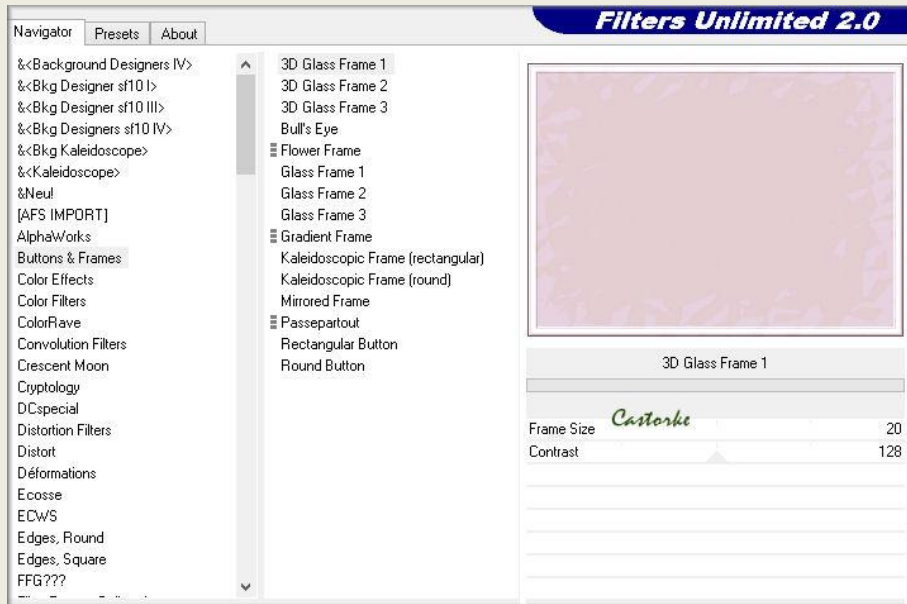 Filters Unlimited 2.0
Navigator Presets About
&<Background Designers IV>
&<Bkg Designer sf10 I>
&<Bkg Designer sf10 III>
&<Bkg Designers sf10 IV>
&<Bkg Kaleidoscope>
&<Kaleidoscope>
&Neu!
[AFS IMPORT]
AlphaWorks
Buttons & Frames
Color Effects
Color Filters
ColorRave
Convolution Filters
Crescent Moon
Cryptology
DCspecial
Distortion Filters
Distort
Déformations
Ecosse
ECWS
Edges, Round
Edges, Square
FFG???
3D Glass Frame 1
3D Glass Frame 2
3D Glass Frame 3
Bull's Eye
Flower Frame
Glass Frame 1
Glass Frame 2
Glass Frame 3
Gradient Frame
Kaleidoscopic Frame (rectangular)
Kaleidoscopic Frame (round)
Mirrored Frame
Passepartout
Rectangular Button
Round Button
3D Glass Frame 1
Castorke
Frame Size 20
Contrast 128